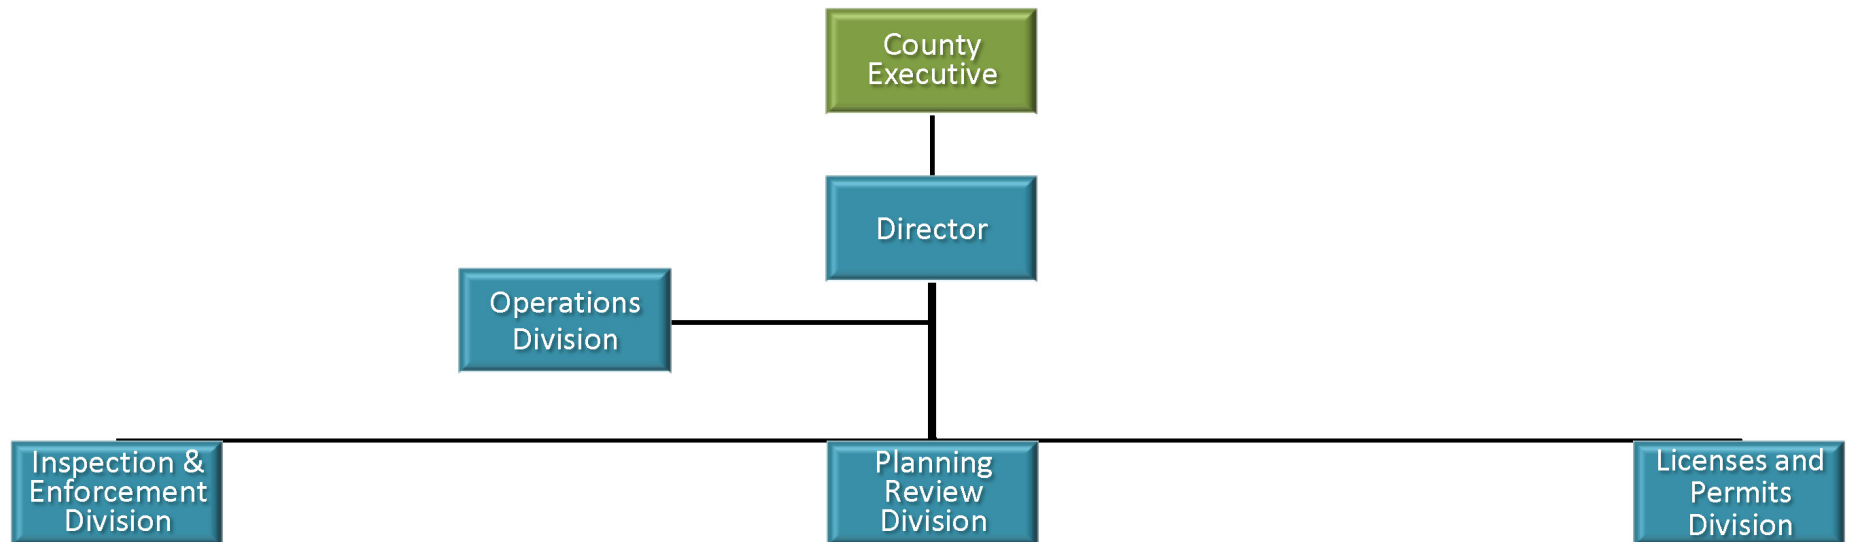 County
Executive
Director
Operations
Division
Inspection &
Enforcement
Division
Planning
Review
Division
Licenses and
Permits
Division